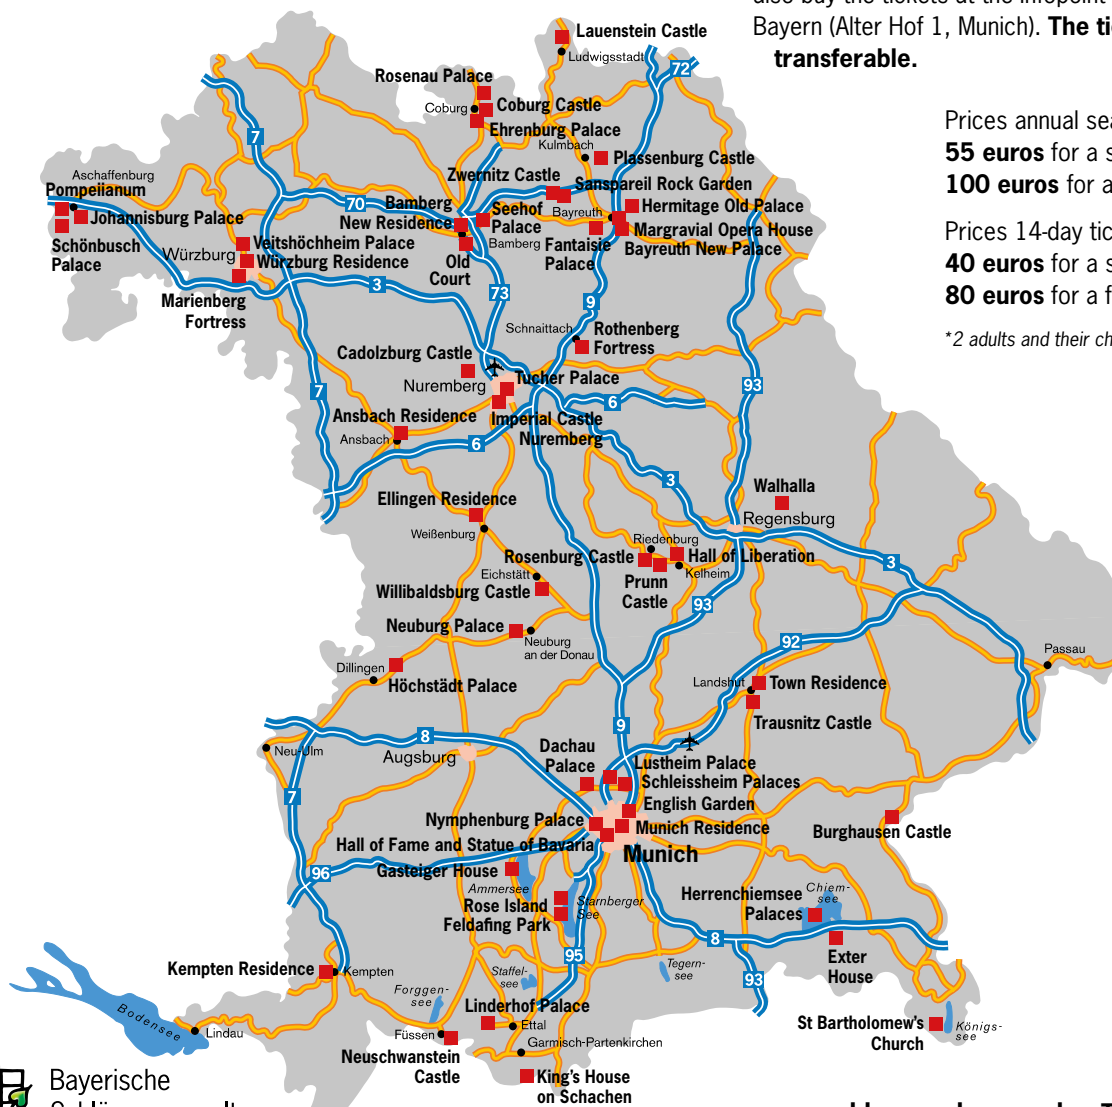 also buy the tickets at the infopoint
Bayern (Alter Hof 1, Munich). The tic
transferable.
Prices annual sea
55 euros for a s
100 euros for a
Prices 14-day tic
40 euros for a s
80 euros for a f
*2 adults and their ch
Lauenstein Castle
Ludwigsstadt
72
Rosenau Palace
Coburg
Coburg Castle
Ehrenburg Palace
Kulmbach
Plassenburg Castle
7
Zwernitz Castle
Sanspareil Rock Garden
Aschaffenburg
Pompeiianum
Johannisburg Palace
Schönbusch
Palace
70
Bamberg
New Residence
Seehof
Palace
Bamberg
Old
Court
Bayreuth
Hermitage Old Palace
Margravial Opera House
Bayreuth New Palace
Fantaisie
Palace
Würzburg
Veitshöchheim Palace
Würzburg Residence
Marienberg
Fortress
3
73
9
Schnaittach
Rothenberg
Fortress
Cadolzburg Castle
Nuremberg
Tucher Palace
93
7
6
Imperial Castle
Nuremberg
Ansbach Residence
Ansbach
6
3
Walhalla
Regensburg
Ellingen Residence
Weißenburg
Riedenburg
Rosenburg Castle
Hall of Liberation
Kelheim
Prunn
Castle
3
Eichstätt
Willibaldsburg Castle
93
Neuburg Palace
Neuburg
an der Donau
92
Passau
Dillingen
Höchstädt Palace
Landshut
Town Residence
Trausnitz Castle
9
8
Neu-Ulm
Augsburg
Dachau
Palace
Lustheim Palace
Schleissheim Palaces
English Garden
7
Nymphenburg Palace
Munich Residence
Hall of Fame and Statue of Bavaria
Munich
Burghausen Castle
96
Gasteiger House
Ammersee
Rose Island
Feldafing Park
Starnberger
See
Herrenchiemsee
Palaces
Chiem-
see
8
Exter
House
95
93
Kempten Residence
Kempten
Staffel-
see
Tegern-
see
Forggen-
see
Linderhof Palace
Ettal
Bodensee
Lindau
Füssen
Neuschwanstein
Castle
Garmisch-Partenkirchen
King's House
on Schachen
St Bartholomew's
Church
Königs-
see
Bayerische